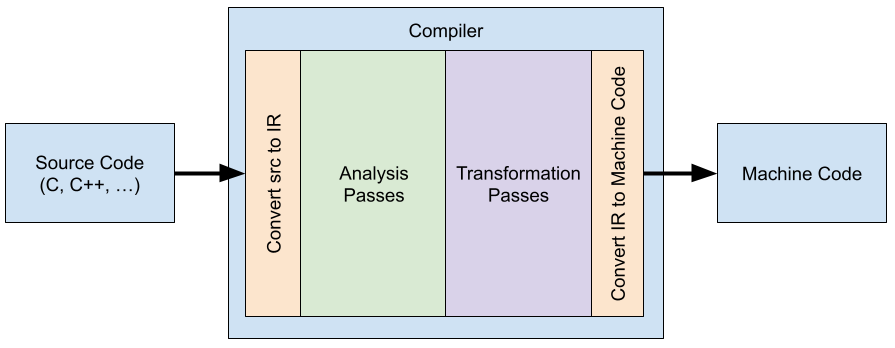 Compiler
Source Code
(C, C++, …)
Convert src to IR
Analysis
Passes
Transformation
Passes
Convert IR to Machine Code
Machine Code